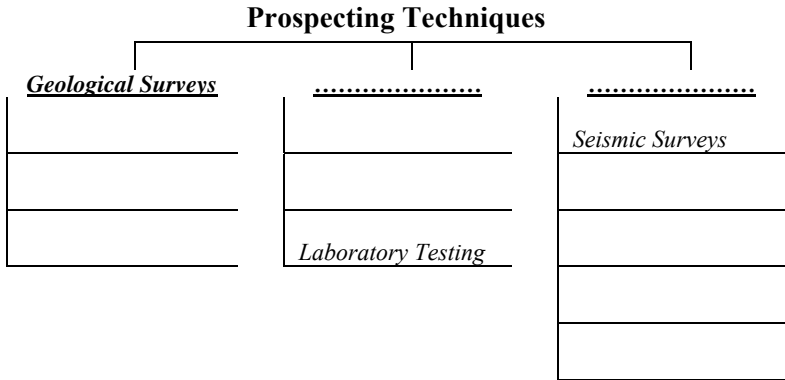 Prospecting Techniques
Geological Surveys ..................... .....................
Seismic Surveys
Laboratory Testing